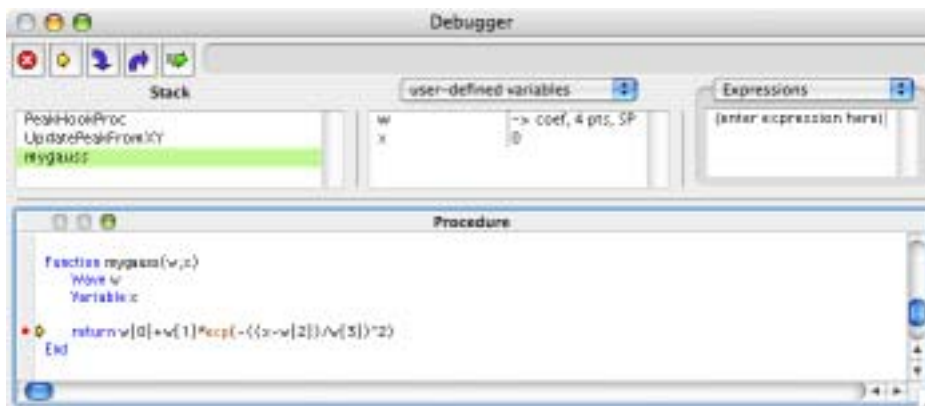 Debugger
Stack
user-defined variables
Expressions
PeakHookProc
UpdatePeakFromXY
mygauss
w -> coef, 4 pts, SP
x 0
(enter expression here)
Procedure
Function mygauss(w,x)
Wave w
Variable x
return w[0]+w[1]*exp(-((x-w[2])/w[3])^2)
End